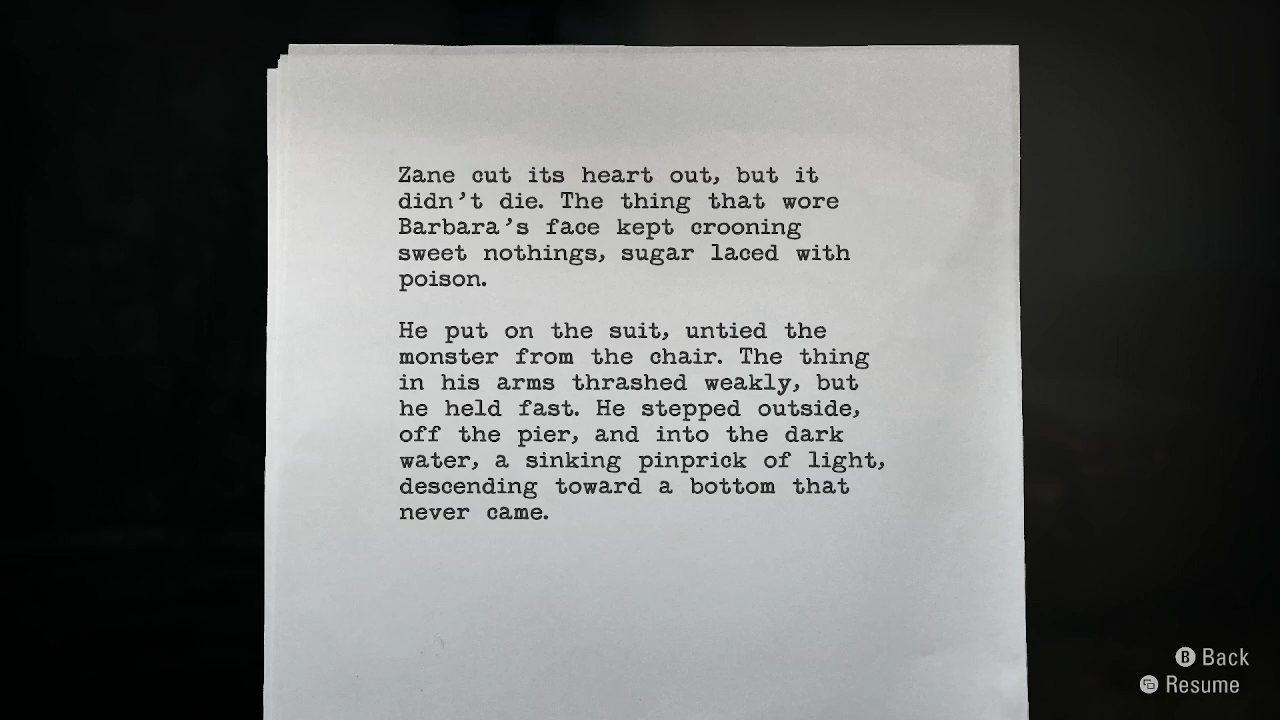 Zane cut its heart out, but it
didn't die. The thing that wore
Barbara's face kept crooning
sweet nothings, sugar laced with
poison.
He put on the suit, untied the
monster from the chair. The thing
in his arms thrashed weakly, but
he held fast. He stepped outside,
off the pier, and into the dark
water, a sinking pinprick of light,
descending toward a bottom that
never came.
B Back
Resume